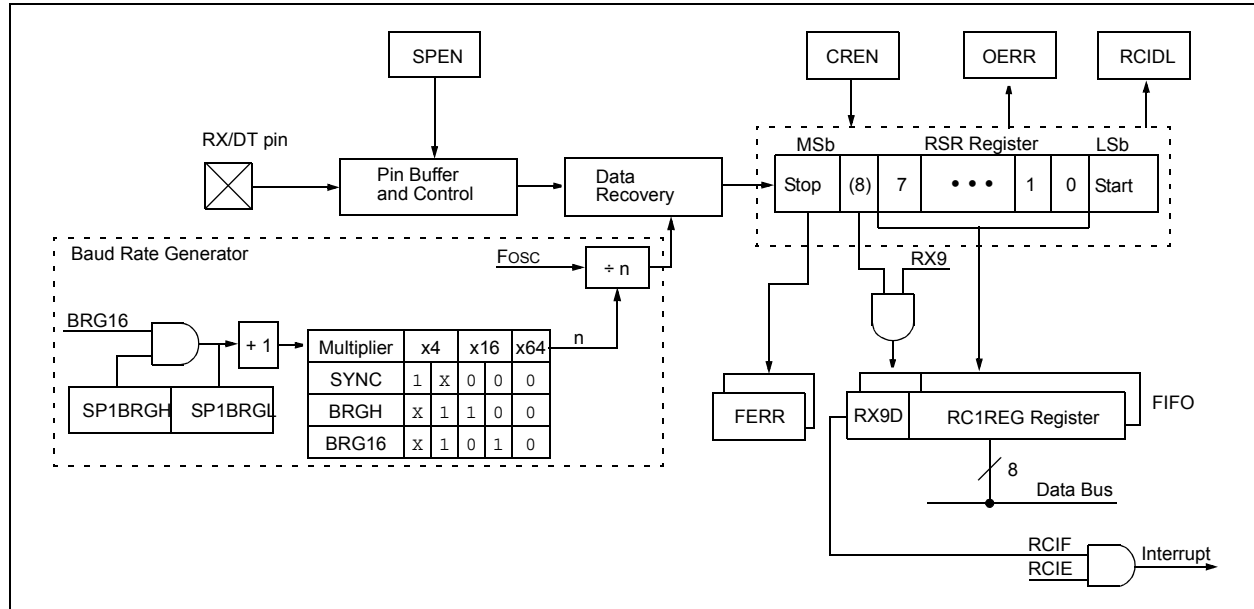 SPEN
CREN
OERR
RCIDL
RX/DT pin
Pin Buffer
and Control
Data
Recovery
MSb
RSR Register
LSb
Stop (8) 7 • • • 1 0 Start
Baud Rate Generator
FOSC
÷ n
RX9
BRG16
+ 1
n
Multiplier x4 x16 x64
SYNC 1 X 0 0 0
BRGH X 1 1 0 0
BRG16 X 1 0 1 0
SP1BRGH SP1BRGL
FERR
RX9D RC1REG Register
FIFO
8
Data Bus
RCIF
RCIE
Interrupt